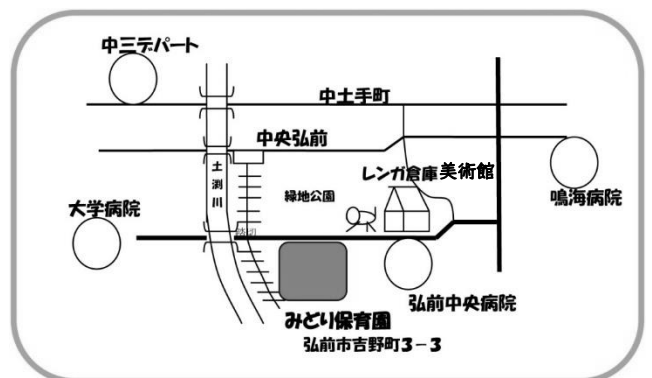 中三デパート
中土手町
中央弘前
レンガ倉庫美術館
土渕川
緑地公園
鳴海病院
大学病院
踏切
弘前中央病院
みどり保育園
弘前市吉野町3-3